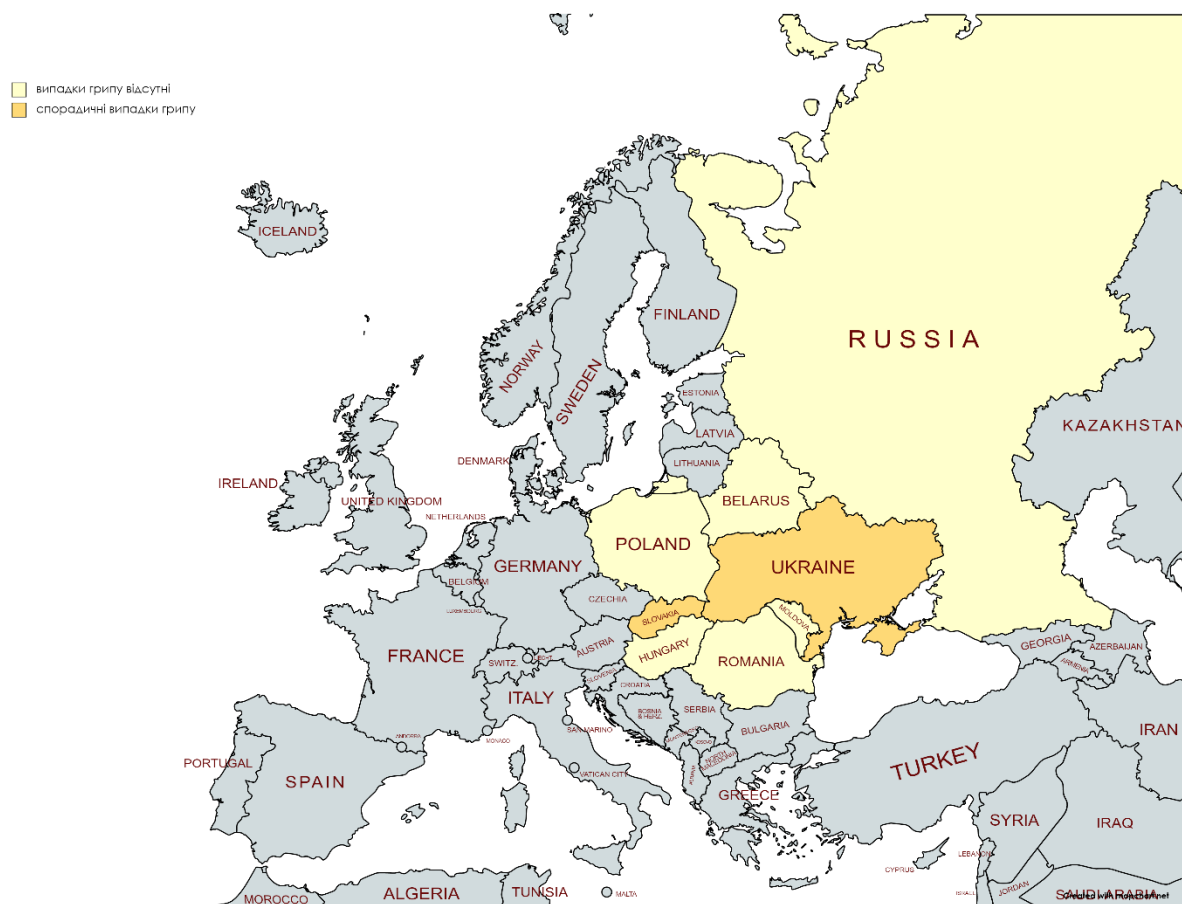 випадки грипу відсутні
спорадичні випадки грипу
ICELAND
RUSSIA
FINLAND
NORWAY
SWEDEN
ESTONIA
KAZAKHSTAN
LATVIA
DENMARK
LITHUANIA
IRELAND
UNITED KINGDOM
BELARUS
NETHERLANDS
POLAND
GERMANY
UKRAINE
BELGIUM
CZECHIA
LUXEMBOURG
SLOVAKIA
MOLDOVA
AUSTRIA
HUNGARY
GEORGIA
AZERBAIJAN
FRANCE
SWITZ.
LIECHT.
ROMANIA
ARMENIA
SLOVENIA
CROATIA
ITALY
BOSNIA
& HERZ.
SERBIA
SAN MARINO
BULGARIA
IRAN
ANDORRA
MONACO
MONTENEGRO
KOSOVO
NORTH
MACEDONIA
PORTUGAL
SPAIN
VATICAN CITY
ALBANIA
TURKEY
GREECE
SYRIA
IRAQ
LEBANON
CYPRUS
MOROCCO
ALGERIA
TUNISIA
MALTA
ISRAEL
JORDAN
SAUDI ARABIA
Created with mapchart.net